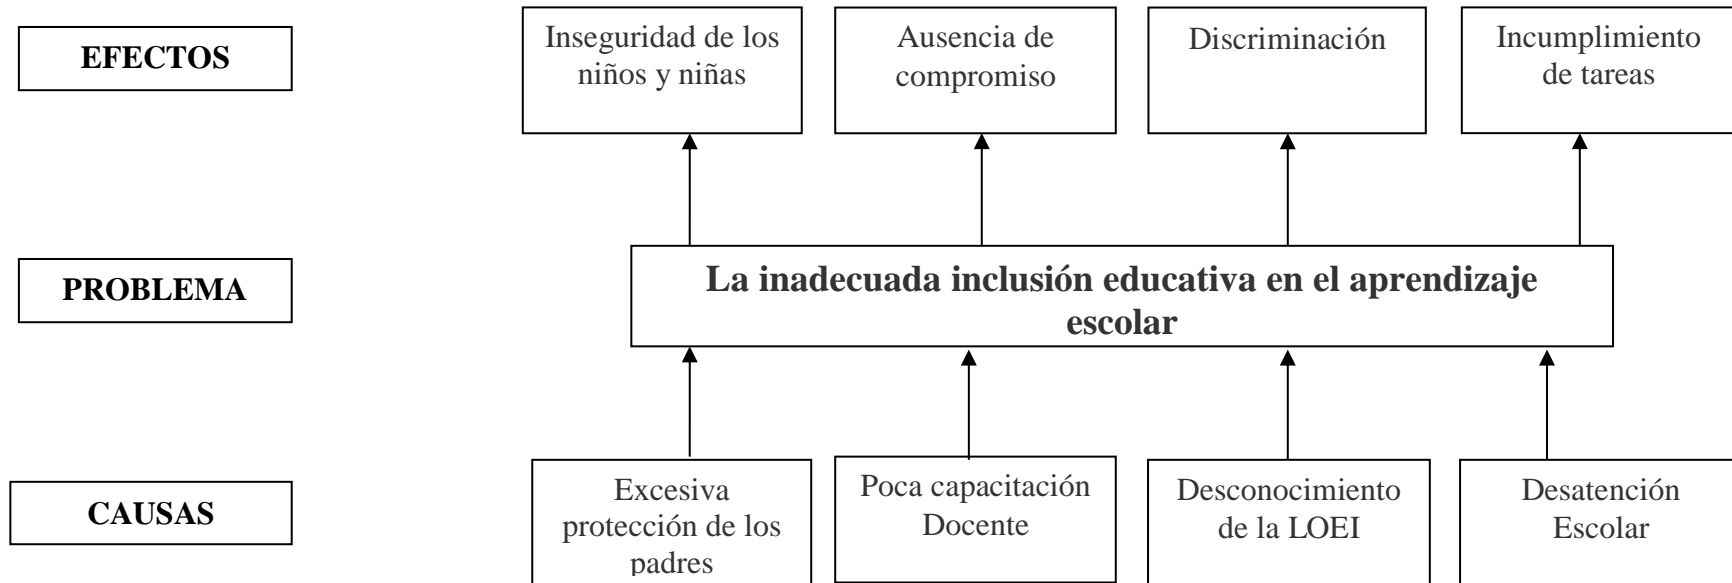 EFECTOS
Inseguridad de los
niños y niñas
Ausencia de
compromiso
Discriminación
Incumplimiento
de tareas
PROBLEMA
La inadecuada inclusión educativa en el aprendizaje
escolar
CAUSAS
Excesiva
protección de los
padres
Poca capacitación
Docente
Desconocimiento
de la LOEI
Desatención
Escolar